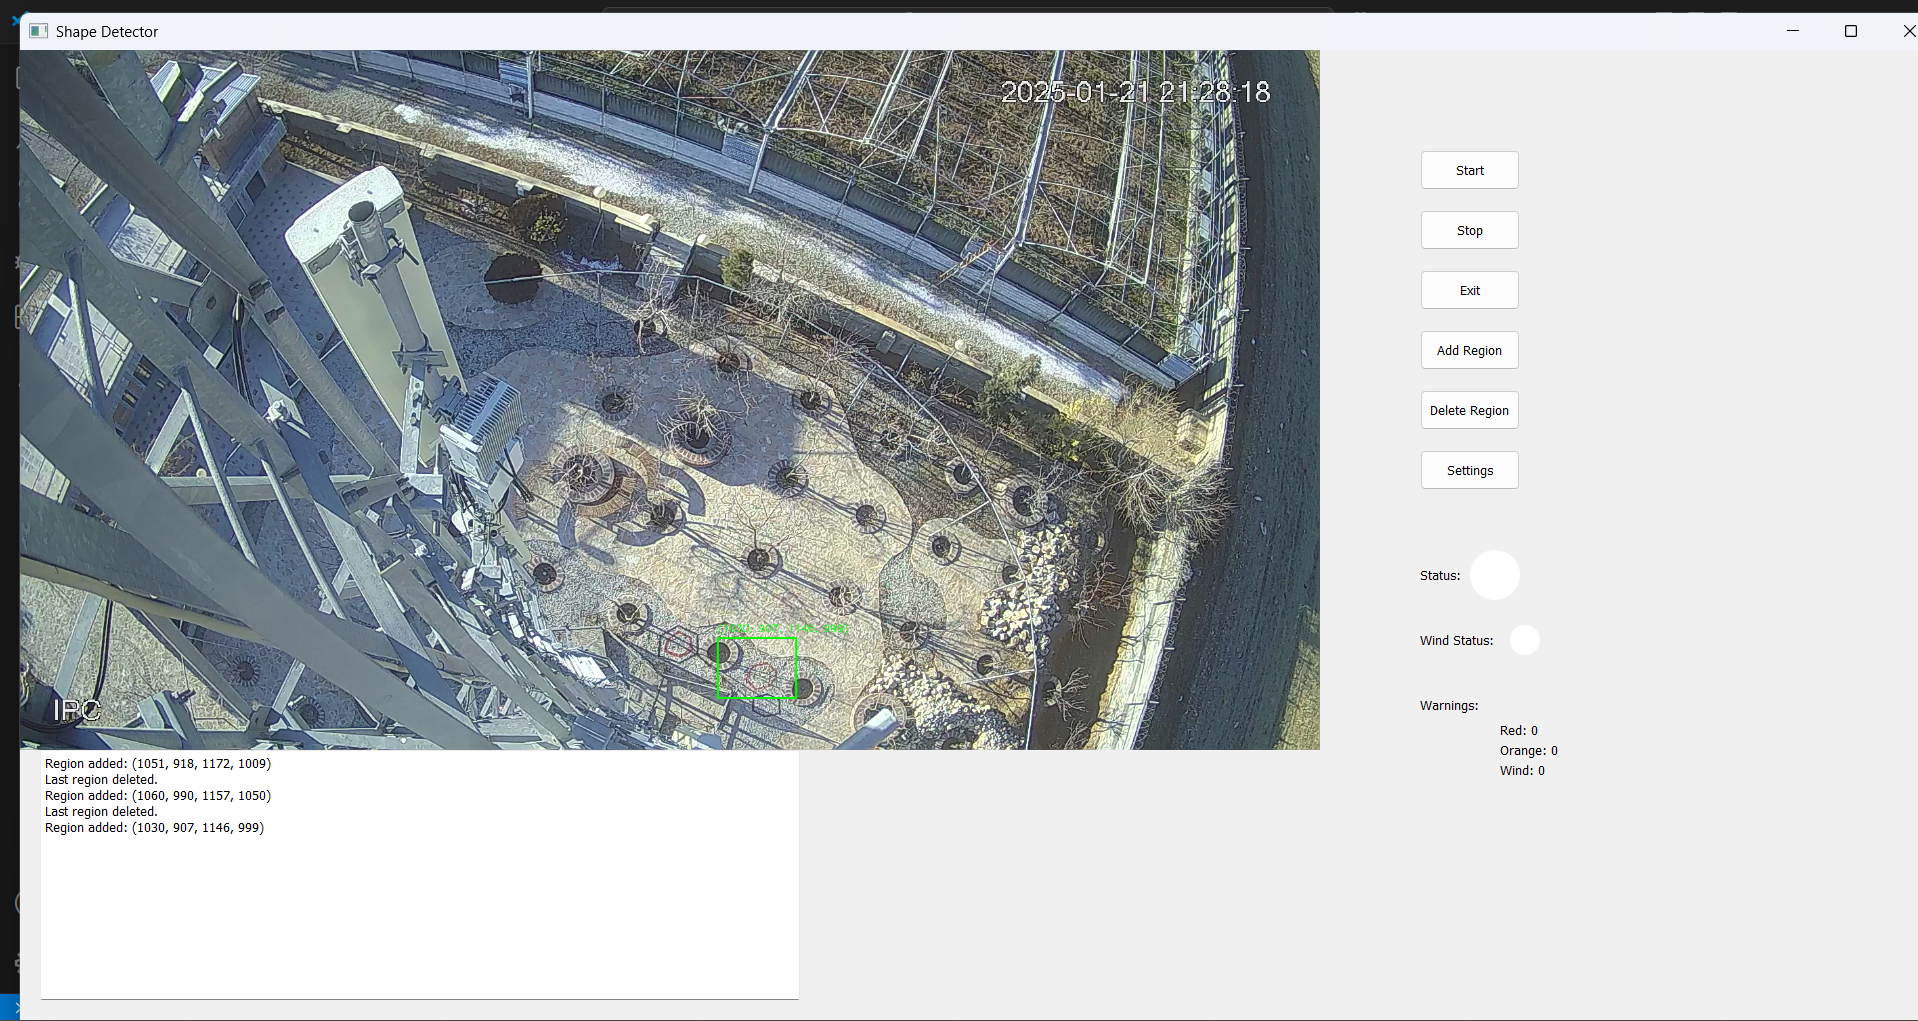 Shape Detector
2025-01-21 21:28:18
IPC
Start
Stop
Exit
Add Region
Delete Region
Settings
Status:
Wind Status:
Warnings:
Red: 0
Orange: 0
Wind: 0
Region added: (1051, 918, 1172, 1009)
Last region deleted.
Region added: (1060, 990, 1157, 1050)
Last region deleted.
Region added: (1030, 907, 1146, 999)